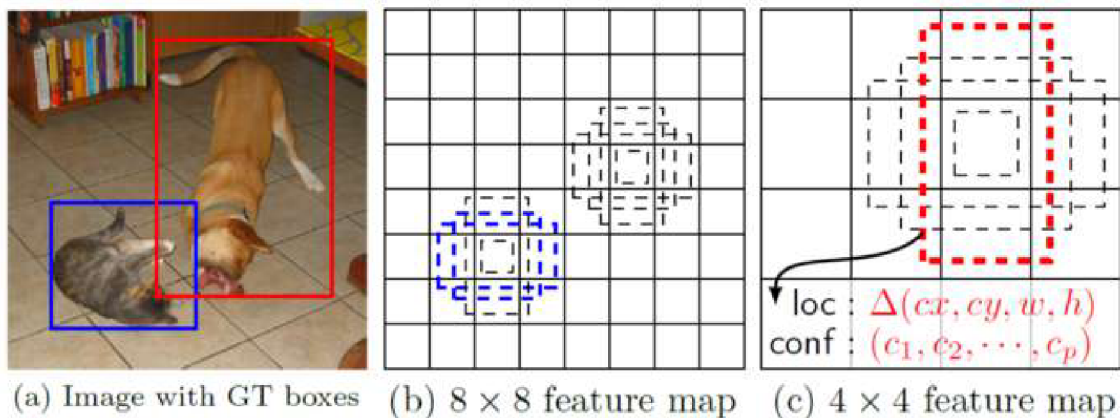 loc : Δ(cx, cy, w, h)
conf : (c₁, c₂, ⋯, cₚ)
(a) Image with GT boxes
(b) 8 × 8 feature map
(c) 4 × 4 feature map